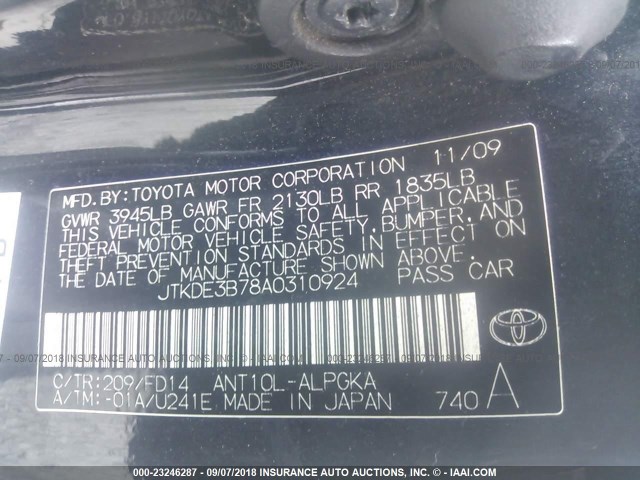 MFD. BY: TOYOTA MOTOR CORPORATION 11/09
GVWR 3945LB GAWR FR 2130LB RR 1835LB
THIS VEHICLE CONFORMS TO ALL APPLICABLE
FEDERAL MOTOR VEHICLE SAFETY, BUMPER, AND
THEFT PREVENTION STANDARDS IN EFFECT ON
THE DATE OF MANUFACTURE SHOWN ABOVE.
JTKDE3B78A0310924 PASS CAR
C/TR: 209/FD14 ANT10L-ALPGKA
A/TM: -01A/U241E MADE IN JAPAN 740 A
000-23246287 - 09/07/2018 INSURANCE AUTO AUCTIONS, INC. © - IAAI.COM